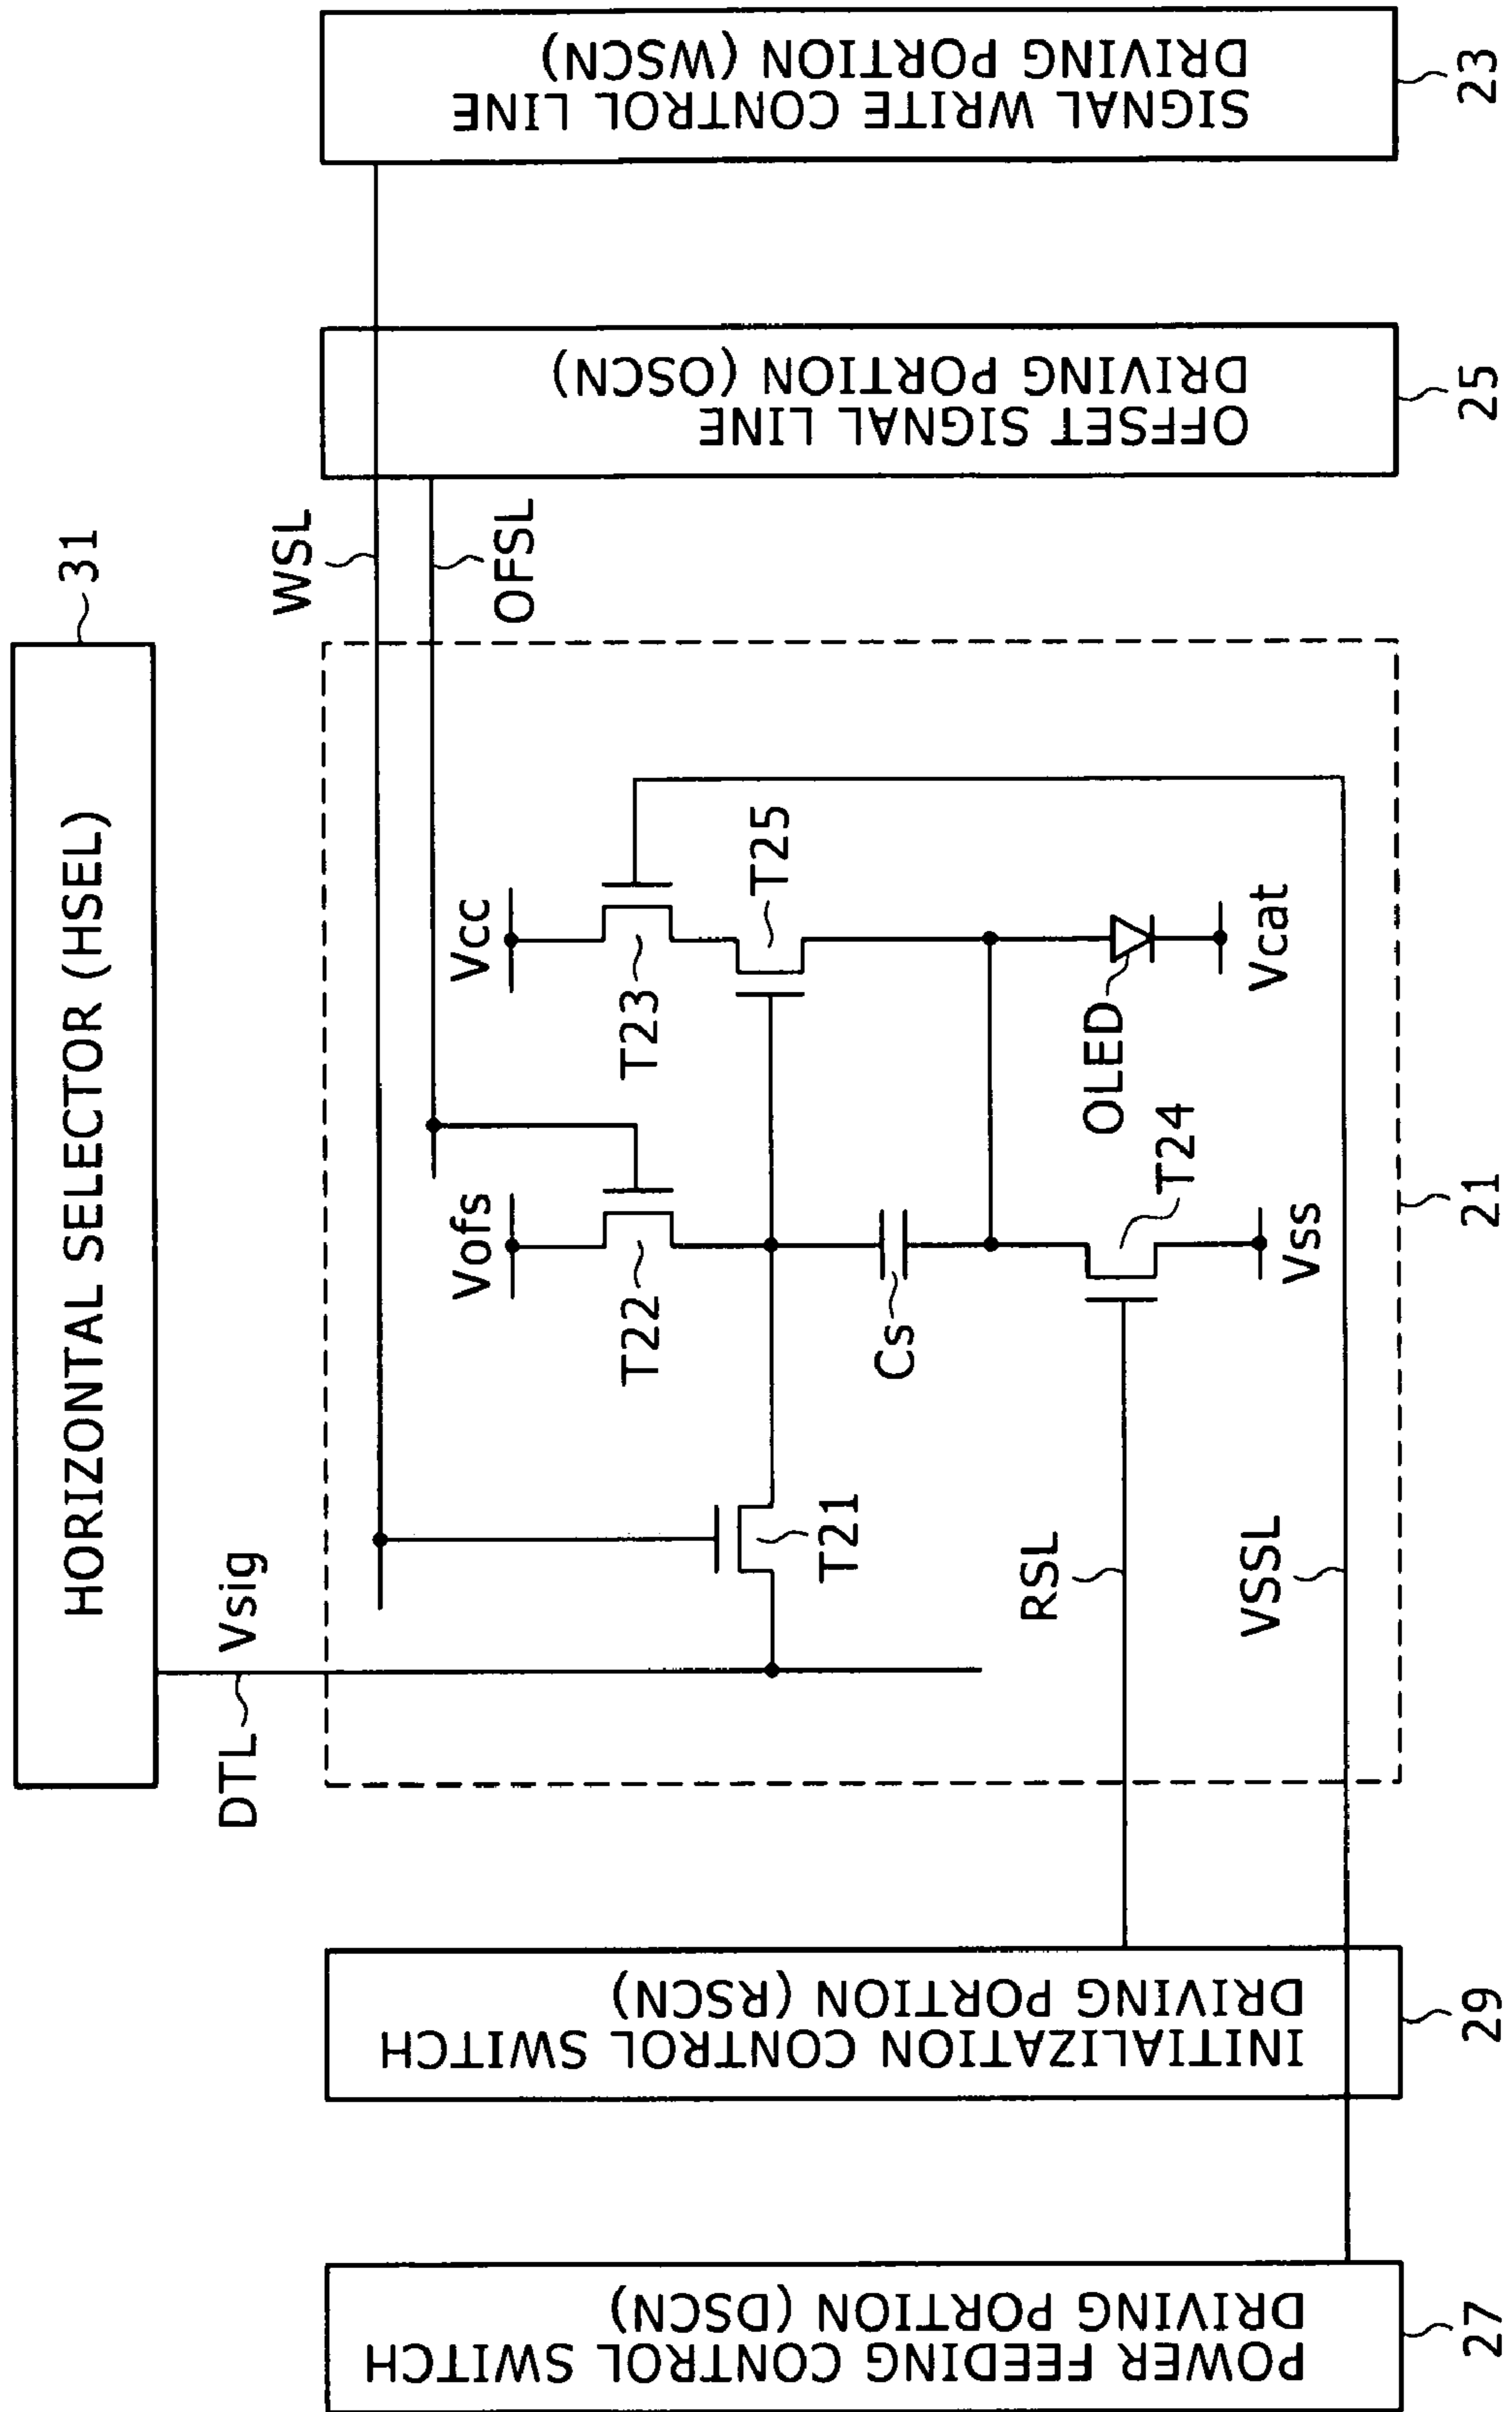 HORIZONTAL SELECTOR (HSEL)
31
DTL
Vsig
WSL
OFSL
POWER FEEDING CONTROL SWITCH
DRIVING PORTION (DSCN)
27
INITIALIZATION CONTROL SWITCH
DRIVING PORTION (RSCN)
29
Vofs
Vcc
T22
T23
T25
T21
Cs
RSL
OLED
T24
VSSL
Vss
Vcat
21
OFFSET SIGNAL LINE
DRIVING PORTION (OSCN)
25
SIGNAL WRITE CONTROL LINE
DRIVING PORTION (WSCN)
23